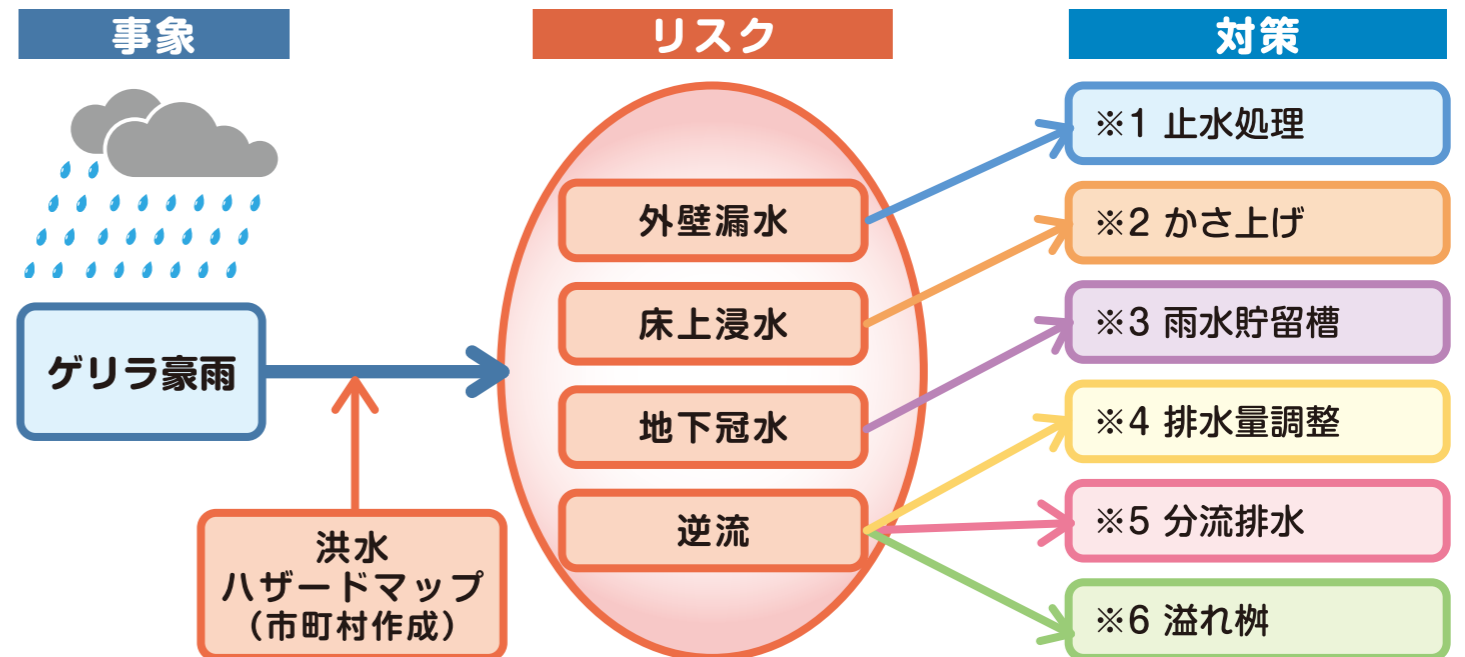 事象
リスク
対策
ゲリラ豪雨
洪水
ハザードマップ
（市町村作成）
外壁漏水
床上浸水
地下冠水
逆流
※1 止水処理
※2 かさ上げ
※3 雨水貯留槽
※4 排水量調整
※5 分流排水
※6 溢れ桝